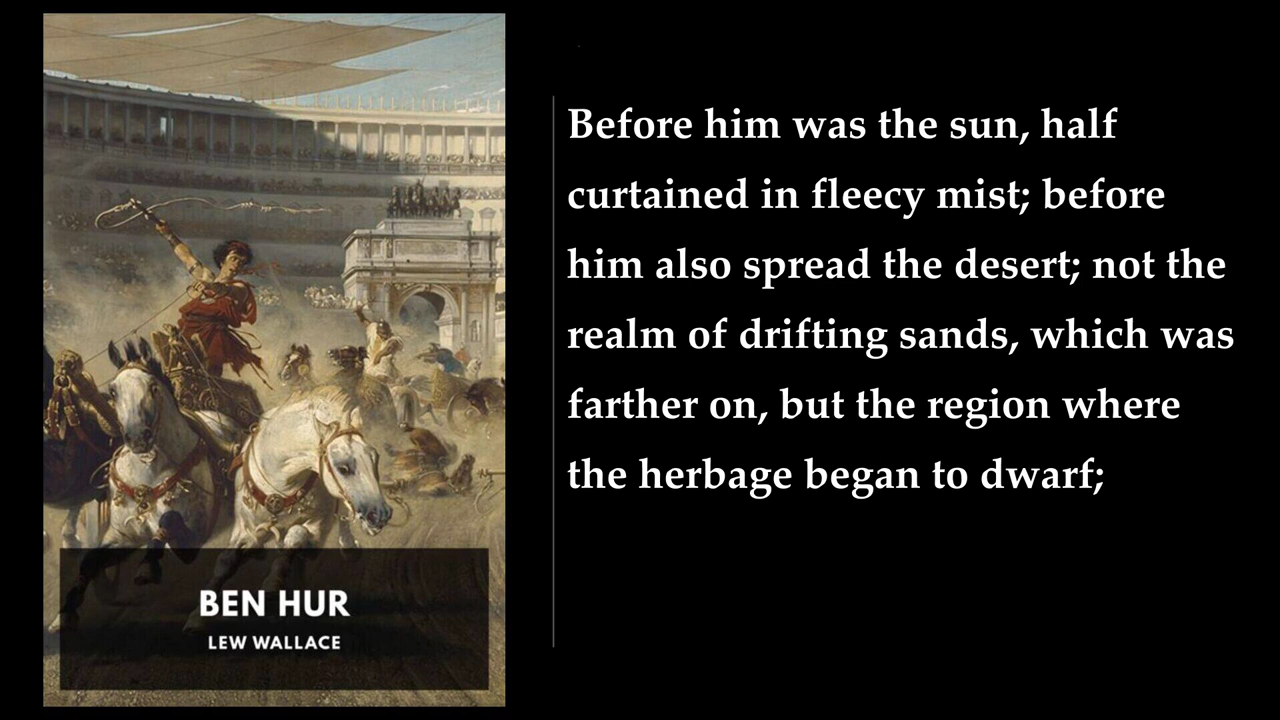 BEN HUR
LEW WALLACE
Before him was the sun, half
curtained in fleecy mist; before
him also spread the desert; not the
realm of drifting sands, which was
farther on, but the region where
the herbage began to dwarf;